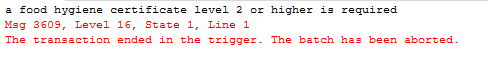 a food hygiene certificate level 2 or higher is required
Msg 3609, Level 16, State 1, Line 1
The transaction ended in the trigger. The batch has been aborted.